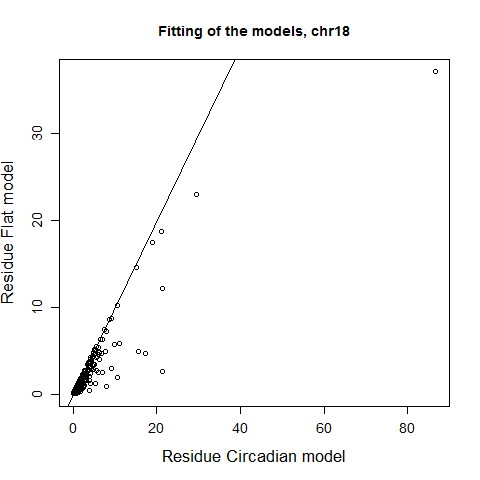 Fitting of the models, chr18
Residue Flat model
30
20
10
0
0 20 40 60 80
Residue Circadian model